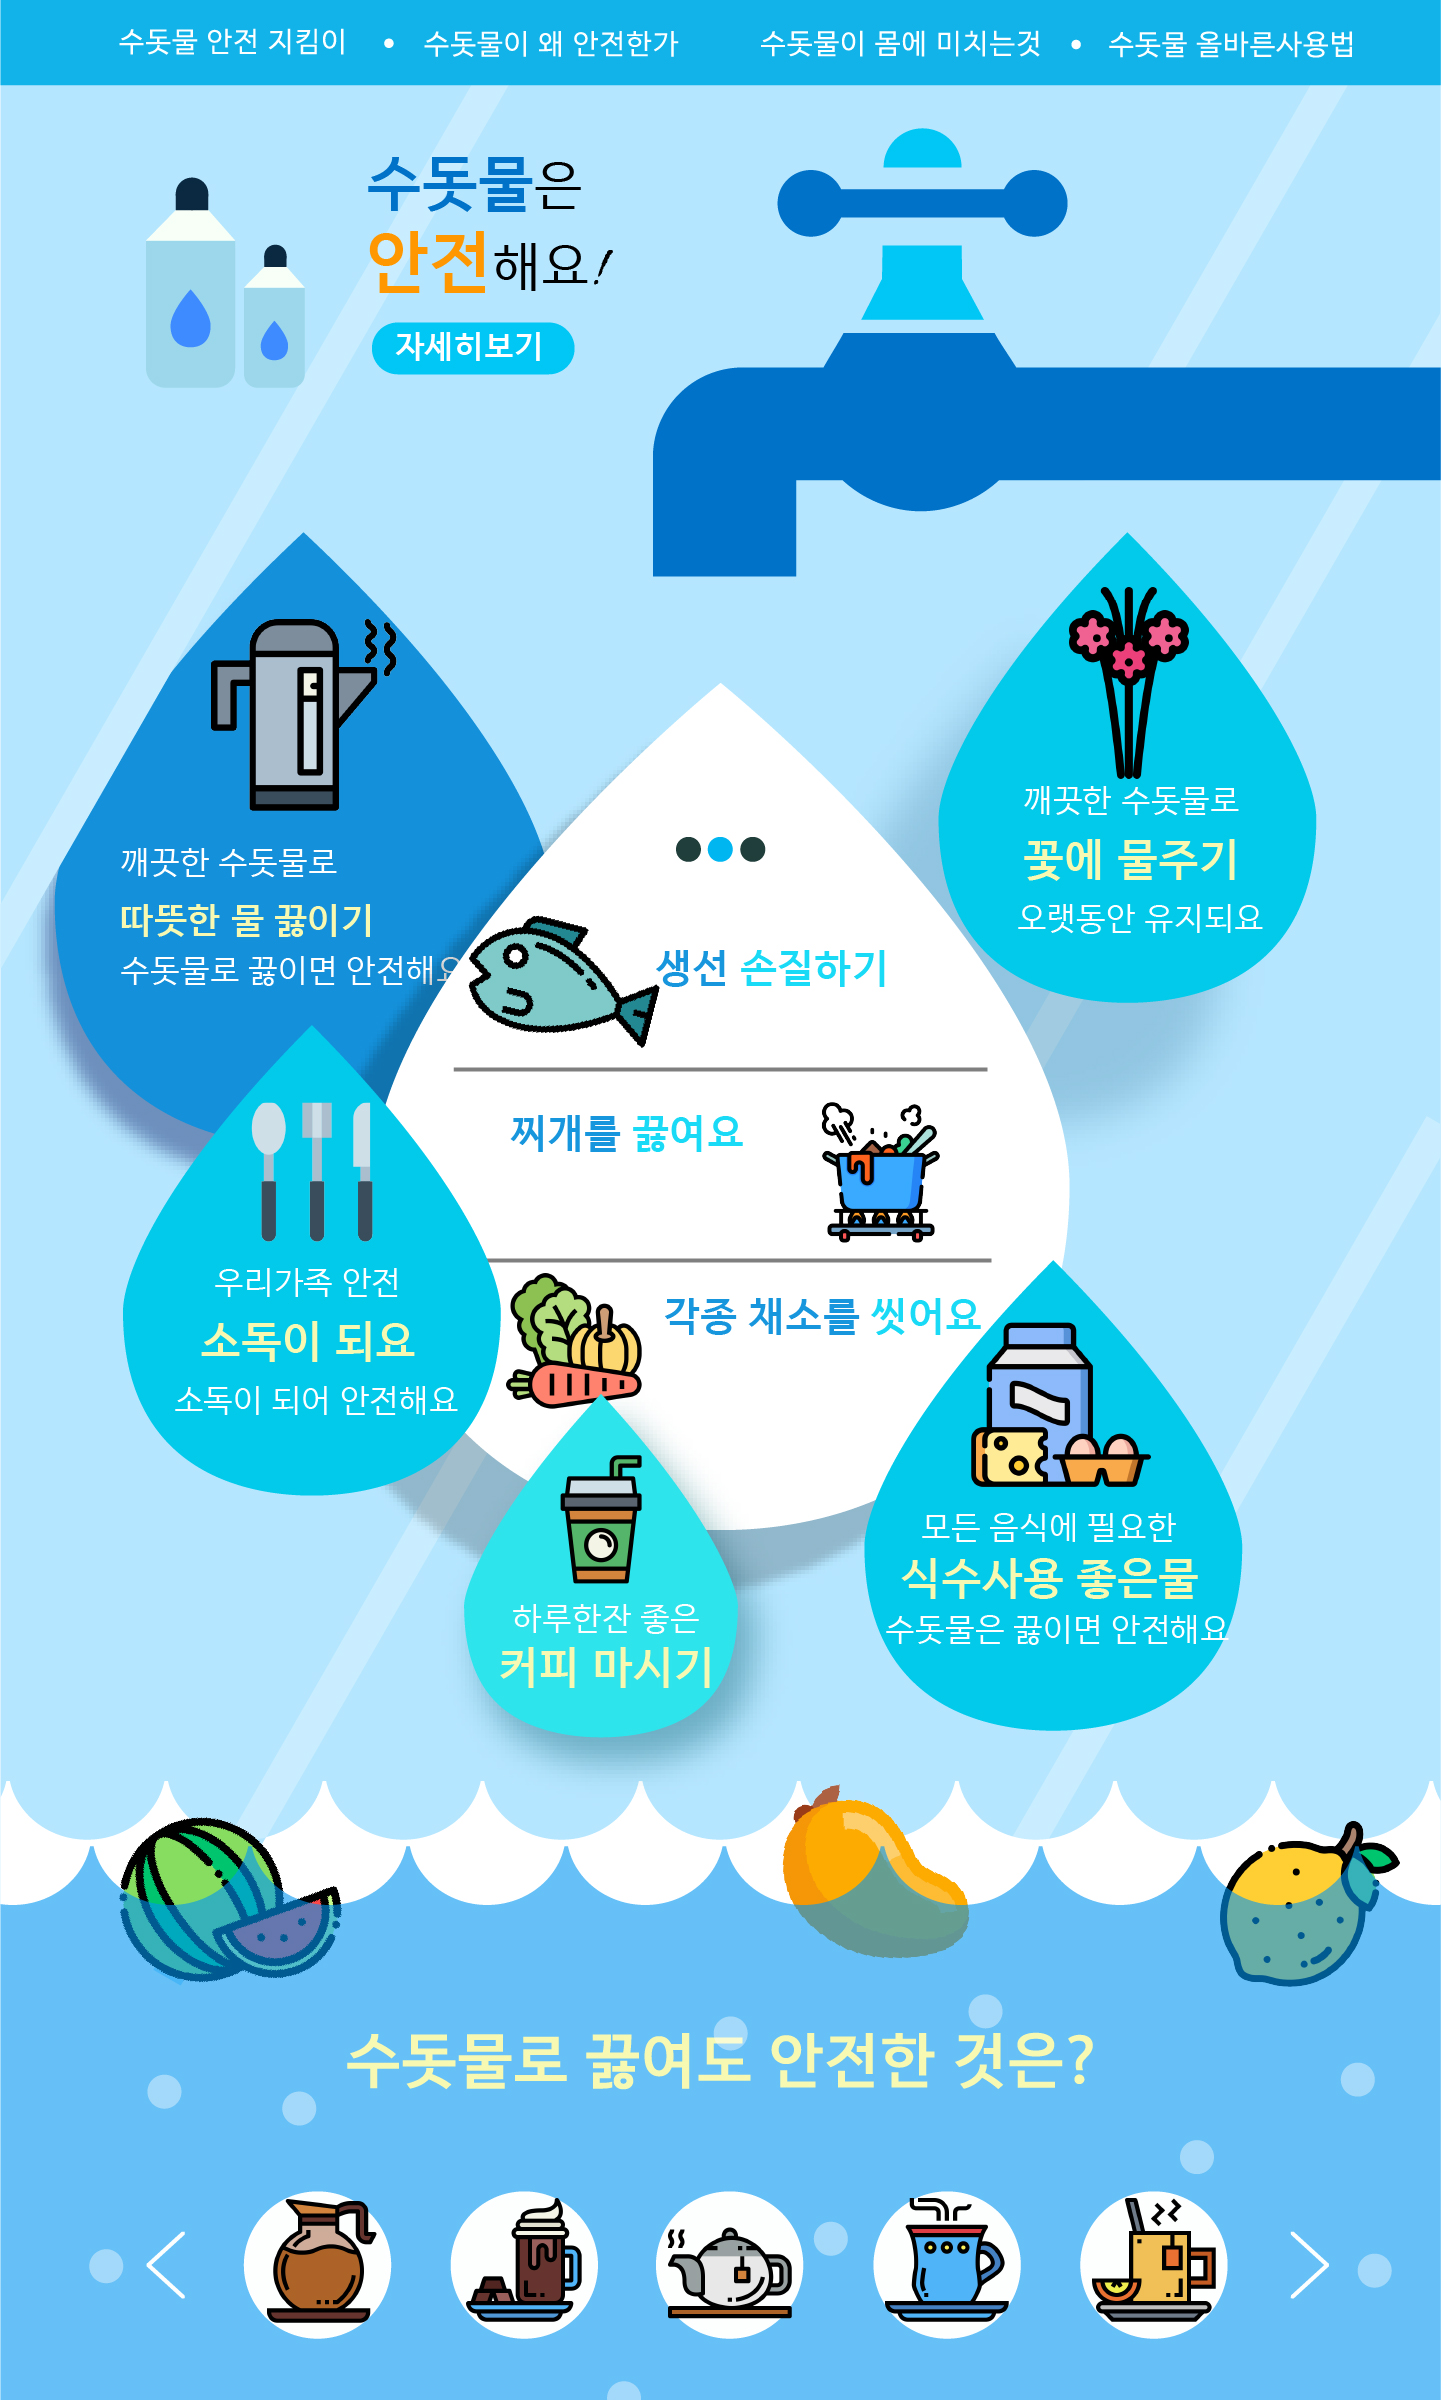 수돗물 안전 지킴이 • 수돗물이 왜 안전한가 수돗물이 몸에 미치는것 • 수돗물 올바른사용법
수돗물은
안전해요!
자세히보기
깨끗한 수돗물로
따뜻한 물 끓이기
수돗물로 끓이면 안전해요
깨끗한 수돗물로
꽃에 물주기
오랫동안 유지되요
생선 손질하기
찌개를 끓여요
각종 채소를 씻어요
우리가족 안전
소독이 되요
소독이 되어 안전해요
하루한잔 좋은
커피 마시기
모든 음식에 필요한
식수사용 좋은물
수돗물은 끓이면 안전해요
수돗물로 끓여도 안전한 것은?